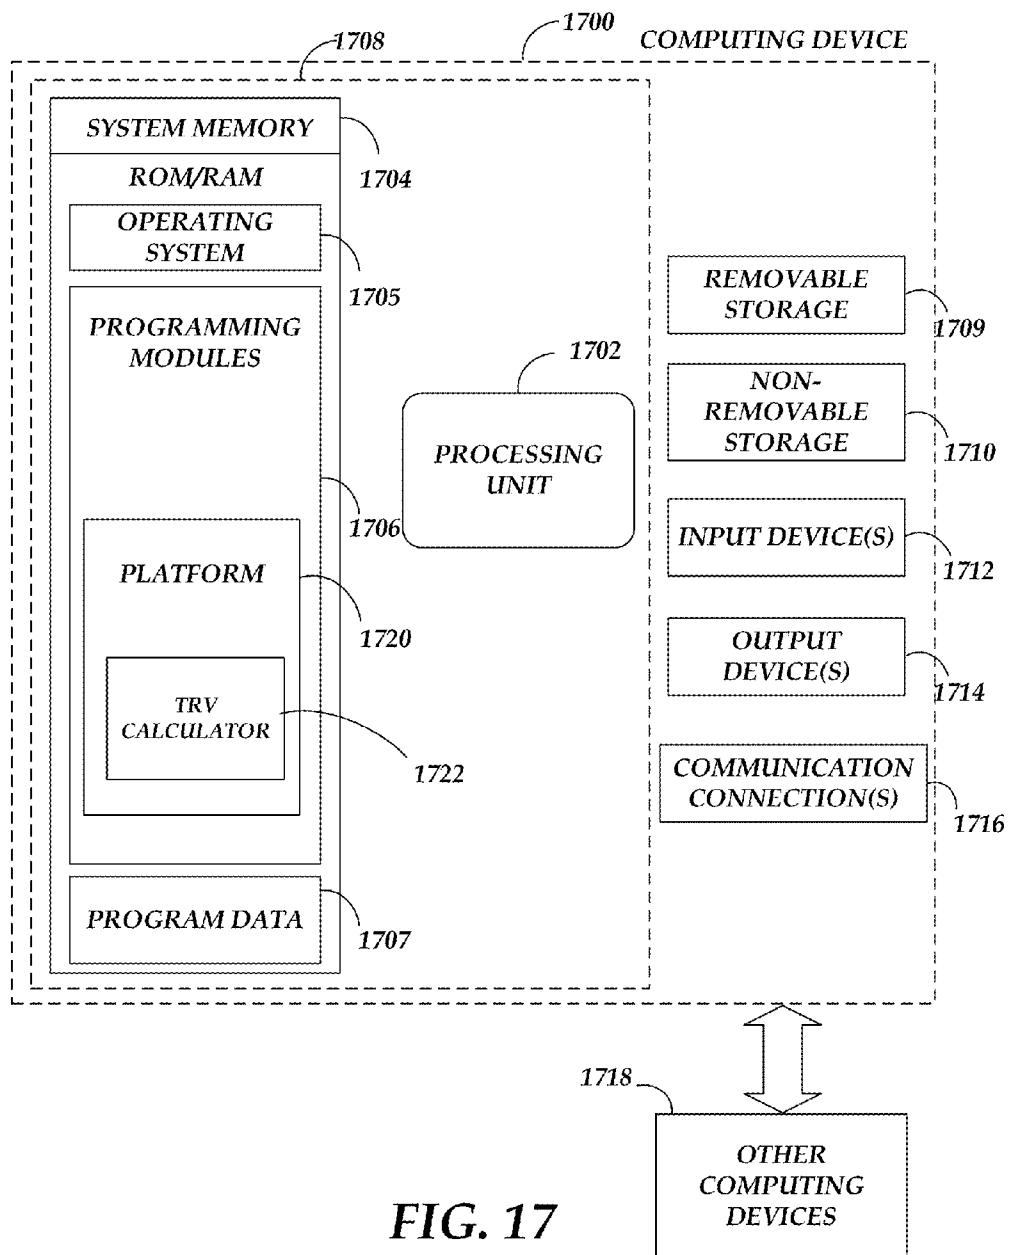 1700
1708
COMPUTING DEVICE
SYSTEM MEMORY
1704
ROM/RAM
OPERATING
SYSTEM
1705
PROGRAMMING
MODULES
1706
PLATFORM
1720
TRV
CALCULATOR
1722
PROGRAM DATA
1707
1702
PROCESSING
UNIT
REMOVABLE
STORAGE
1709
NON-
REMOVABLE
STORAGE
1710
INPUT DEVICE(S)
1712
OUTPUT
DEVICE(S)
1714
COMMUNICATION
CONNECTION(S)
1716
1718
OTHER
COMPUTING
DEVICES
FIG. 17